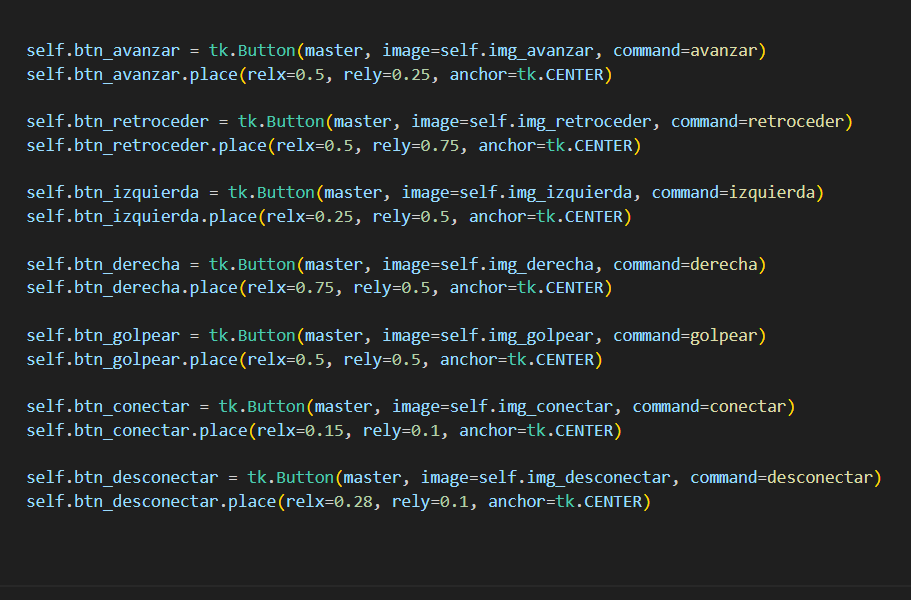 self.btn_avanzar = tk.Button(master, image=self.img_avanzar, command=avanzar)
self.btn_avanzar.place(relx=0.5, rely=0.25, anchor=tk.CENTER)
self.btn_retroceder = tk.Button(master, image=self.img_retroceder, command=retroceder)
self.btn_retroceder.place(relx=0.5, rely=0.75, anchor=tk.CENTER)
self.btn_izquierda = tk.Button(master, image=self.img_izquierda, command=izquierda)
self.btn_izquierda.place(relx=0.25, rely=0.5, anchor=tk.CENTER)
self.btn_derecha = tk.Button(master, image=self.img_derecha, command=derecha)
self.btn_derecha.place(relx=0.75, rely=0.5, anchor=tk.CENTER)
self.btn_golpear = tk.Button(master, image=self.img_golpear, command=golpear)
self.btn_golpear.place(relx=0.5, rely=0.5, anchor=tk.CENTER)
self.btn_conectar = tk.Button(master, image=self.img_conectar, command=conectar)
self.btn_conectar.place(relx=0.15, rely=0.1, anchor=tk.CENTER)
self.btn_desconectar = tk.Button(master, image=self.img_desconectar, command=desconectar)
self.btn_desconectar.place(relx=0.28, rely=0.1, anchor=tk.CENTER)